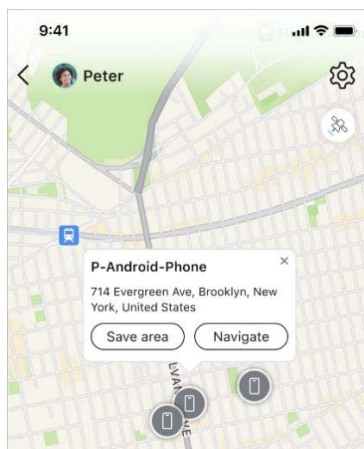 9:41
Peter
P-Android-Phone
714 Evergreen Ave, Brooklyn, New
York, United States
Save area
Navigate